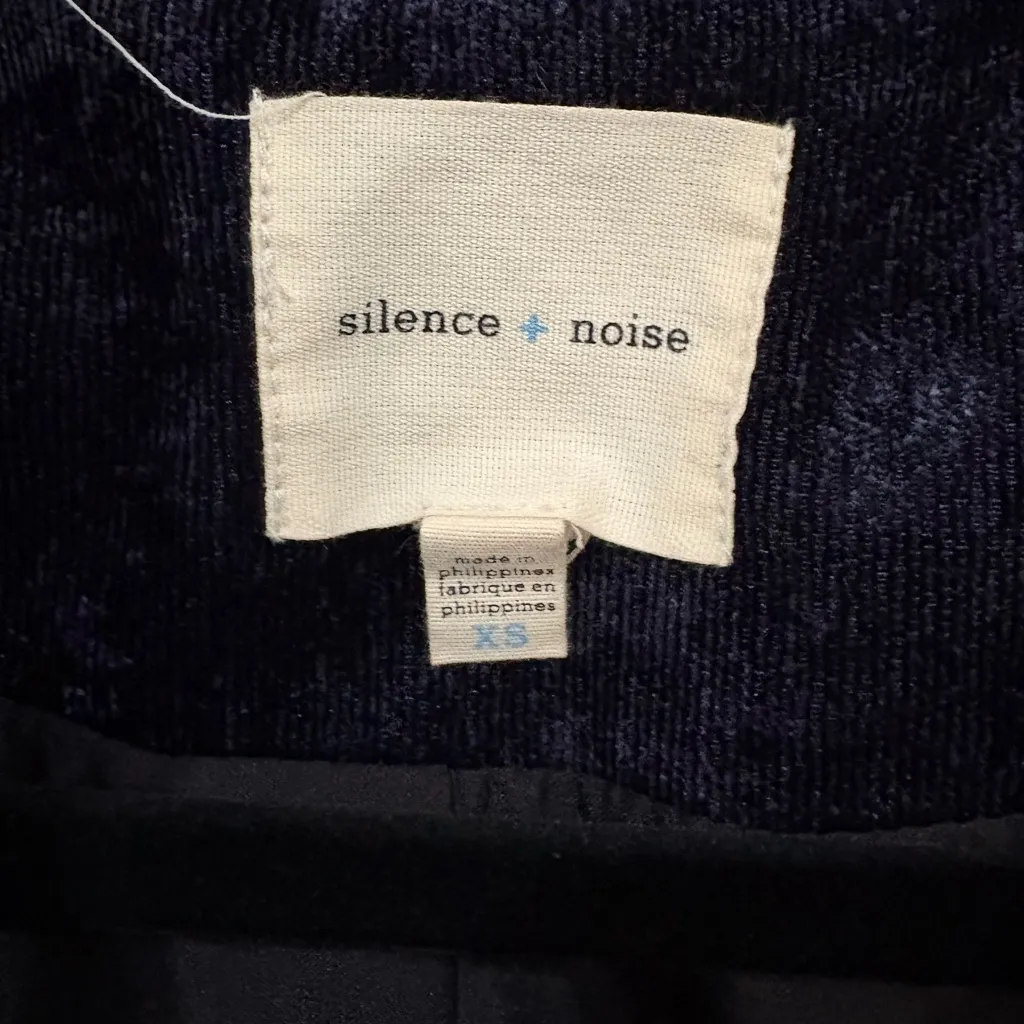 silence + noise
made in
philippines
fabrique en
philippines
XS